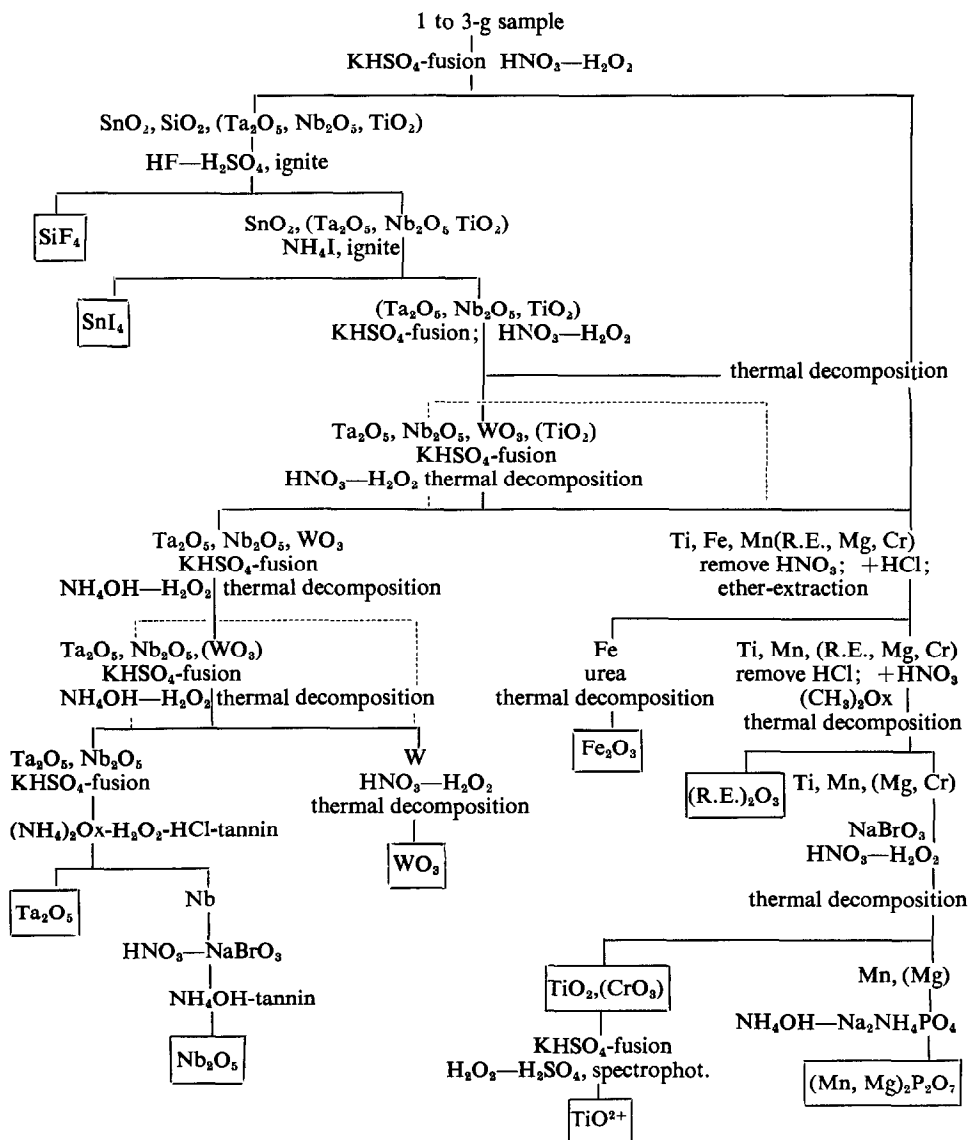 1 to 3-g sample
KHSO₄-fusion HNO₃—H₂O₂
SnO₂, SiO₂, (Ta₂O₅, Nb₂O₅, TiO₂)
HF—H₂SO₄, ignite
SiF₄
SnO₂, (Ta₂O₅, Nb₂O₅ TiO₂)
NH₄I, ignite
SnI₄
(Ta₂O₅, Nb₂O₅, TiO₂)
KHSO₄-fusion; HNO₃—H₂O₂
thermal decomposition
Ta₂O₅, Nb₂O₅, WO₃, (TiO₂)
KHSO₄-fusion
HNO₃—H₂O₂ thermal decomposition
Ta₂O₅, Nb₂O₅, WO₃
KHSO₄-fusion
NH₄OH—H₂O₂ thermal decomposition
Ti, Fe, Mn(R.E., Mg, Cr)
remove HNO₃; +HCl;
ether-extraction
Ta₂O₅, Nb₂O₅, (WO₃)
KHSO₄-fusion
NH₄OH—H₂O₂ thermal decomposition
Fe
urea
thermal decomposition
Fe₂O₃
Ti, Mn, (R.E., Mg, Cr)
remove HCl; +HNO₃
(CH₃)₂Ox
thermal decomposition
Ta₂O₅, Nb₂O₅
KHSO₄-fusion
(NH₄)₂Ox-H₂O₂-HCl-tannin
W
HNO₃—H₂O₂
thermal decomposition
WO₃
(R.E.)₂O₃
Ti, Mn, (Mg, Cr)
NaBrO₃
HNO₃—H₂O₂
thermal decomposition
Ta₂O₅
Nb
HNO₃—NaBrO₃
NH₄OH-tannin
Nb₂O₅
TiO₂,(CrO₃)
KHSO₄-fusion
H₂O₂—H₂SO₄, spectrophot.
TiO²⁺
Mn, (Mg)
NH₄OH—Na₂NH₄PO₄
(Mn, Mg)₂P₂O₇